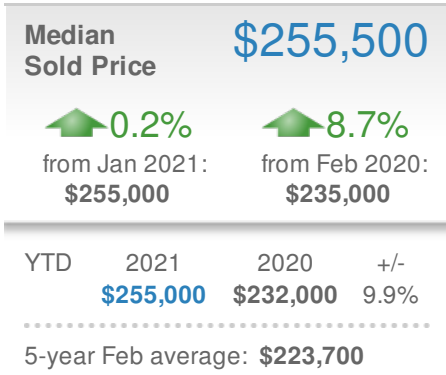 Median $255,500
Sold Price
0.2% 8.7%
from Jan 2021: from Feb 2020:
$255,000 $235,000
YTD 2021 2020 +/-
$255,000 $232,000 9.9%
5-year Feb average: $223,700